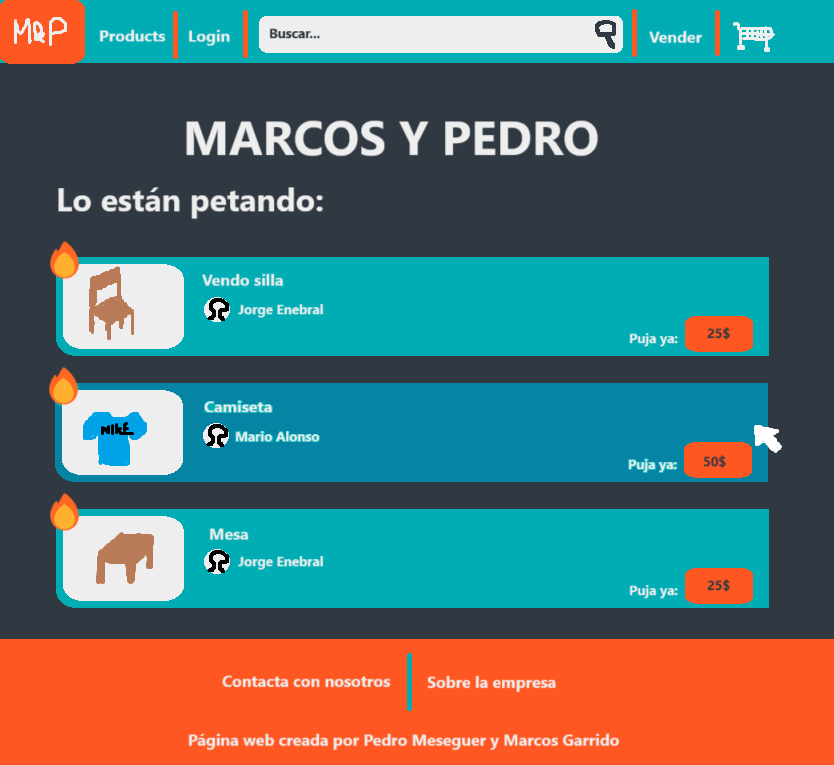 M&P Products Login Buscar... Vender
MARCOS Y PEDRO
Lo están petando:
Vendo silla
Jorge Enebral
Puja ya: 25$
Camiseta
NIKE
Mario Alonso
Puja ya: 50$
Mesa
Jorge Enebral
Puja ya: 25$
Contacta con nosotros Sobre la empresa
Página web creada por Pedro Meseguer y Marcos Garrido